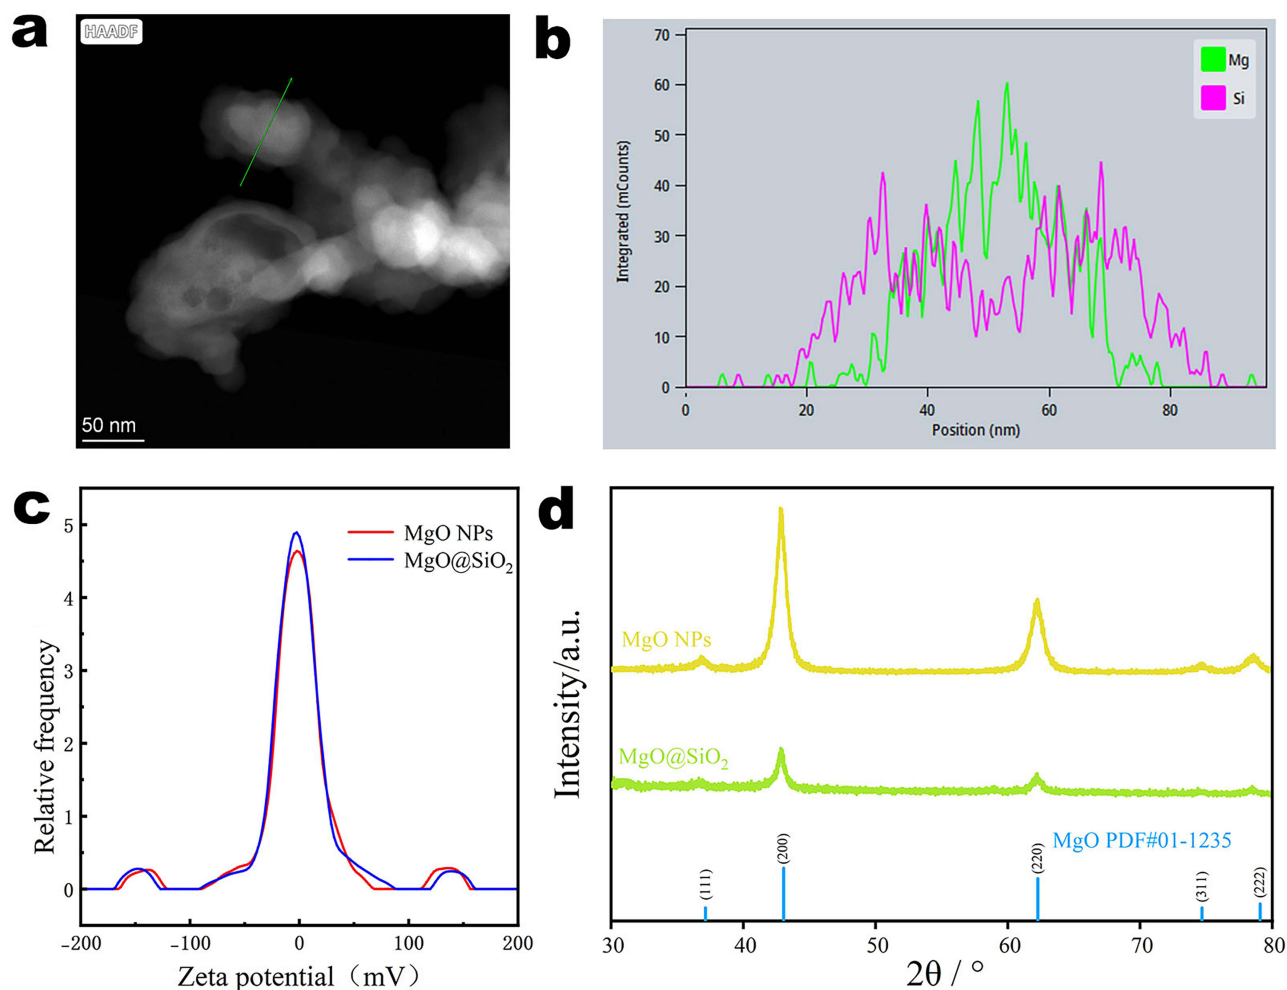 a
HAADF
50 nm
b
70
60
50
40
30
20
10
0
Integrated (mCounts)
Mg
Si
0 20 40 60 80
Position (nm)
c
5
4
3
2
1
0
Relative frequency
MgO NPs
MgO@SiO₂
-200 -100 0 100 200
Zeta potential（mV）
d
Intensity/a.u.
MgO NPs
MgO@SiO₂
MgO PDF#01-1235
(111) (200) (220) (311) (222)
30 40 50 60 70 80
2θ / °